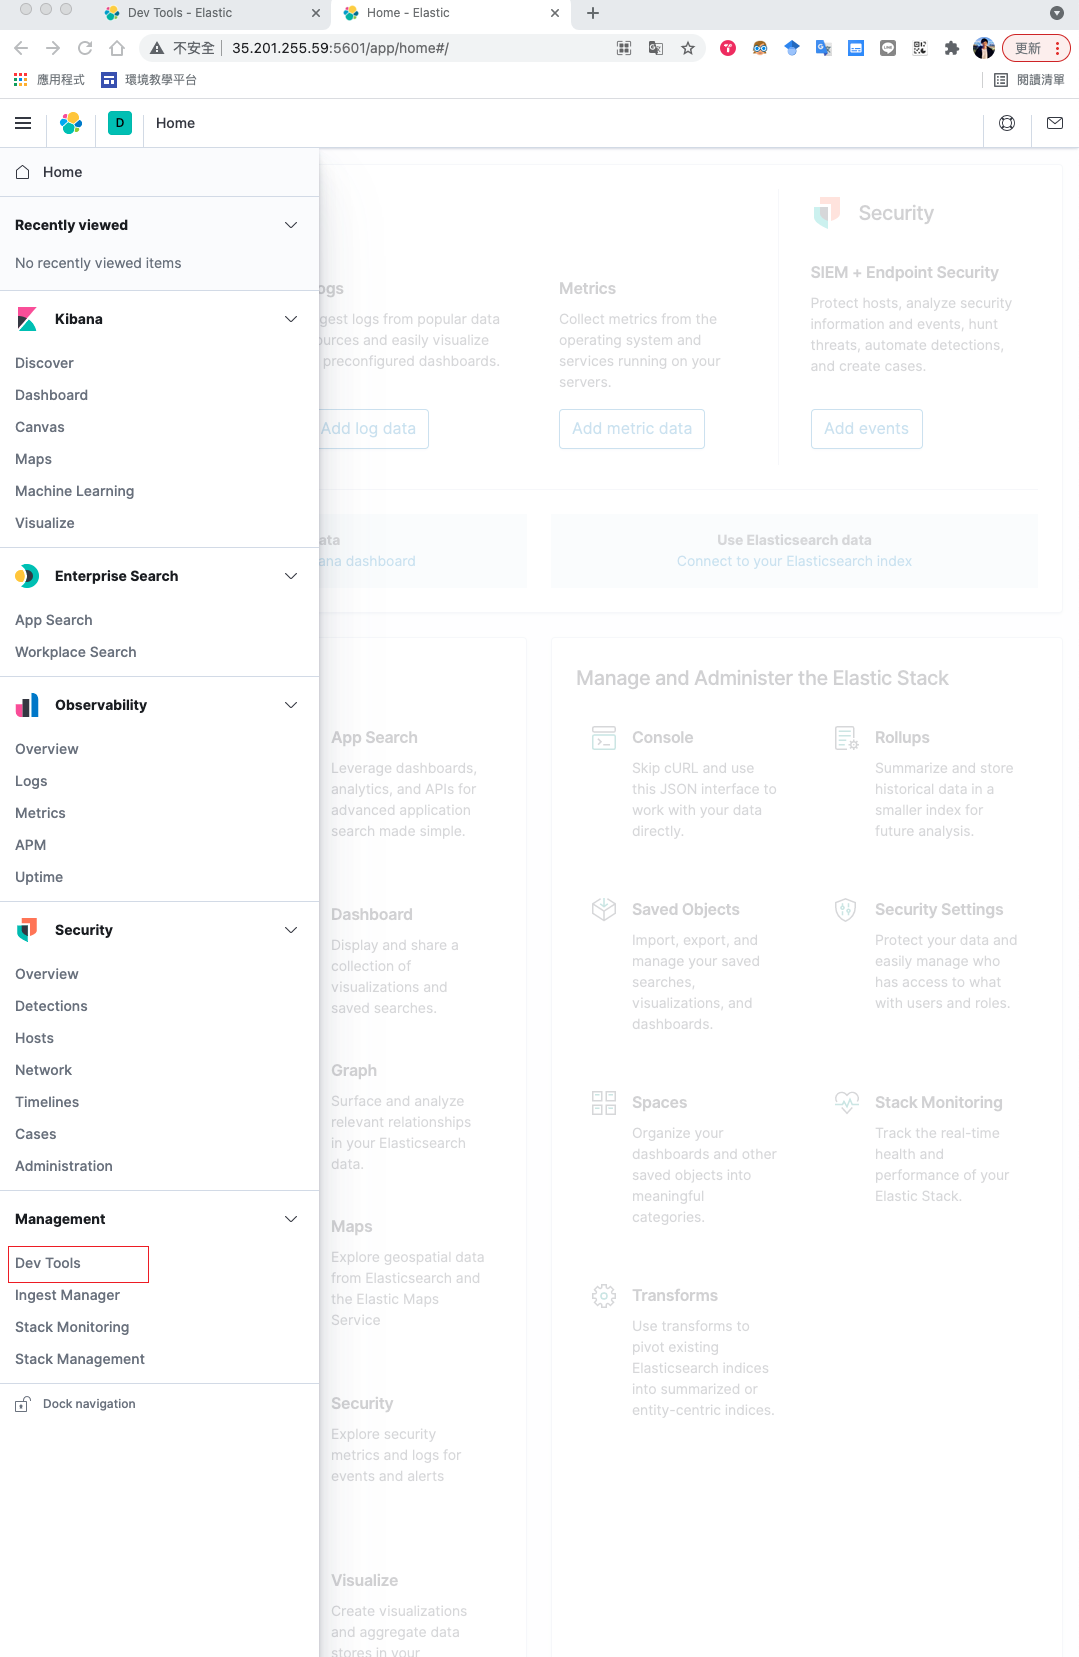 Dev Tools - Elastic
Home - Elastic
不安全
35.201.255.59:5601/app/home#/
更新
應用程式
環境教學平台
閱讀清單
D
Home
Home
Recently viewed
No recently viewed items
Kibana
Discover
Dashboard
Canvas
Maps
Machine Learning
Visualize
Enterprise Search
App Search
Workplace Search
Observability
Overview
Logs
Metrics
APM
Uptime
Security
Overview
Detections
Hosts
Network
Timelines
Cases
Administration
Management
Dev Tools
Ingest Manager
Stack Monitoring
Stack Management
Dock navigation
ogs
gest logs from popular data
ources and easily visualize
preconfigured dashboards.
Add log data
Metrics
Collect metrics from the
operating system and
services running on your
servers.
Add metric data
Security
SIEM + Endpoint Security
Protect hosts, analyze security
information and events, hunt
threats, automate detections,
and create cases.
Add events
ata
ana dashboard
Use Elasticsearch data
Connect to your Elasticsearch index
App Search
Leverage dashboards,
analytics, and APIs for
advanced application
search made simple.
Dashboard
Display and share a
collection of
visualizations and
saved searches.
Graph
Surface and analyze
relevant relationships
in your Elasticsearch
data.
Maps
Explore geospatial data
from Elasticsearch and
the Elastic Maps
Service
Security
Explore security
metrics and logs for
events and alerts
Visualize
Create visualizations
and aggregate data
stores in your
Manage and Administer the Elastic Stack
Console
Skip cURL and use
this JSON interface to
work with your data
directly.
Rollups
Summarize and store
historical data in a
smaller index for
future analysis.
Saved Objects
Import, export, and
manage your saved
searches,
visualizations, and
dashboards.
Security Settings
Protect your data and
easily manage who
has access to what
with users and roles.
Spaces
Organize your
dashboards and other
saved objects into
meaningful
categories.
Stack Monitoring
Track the real-time
health and
performance of your
Elastic Stack.
Transforms
Use transforms to
pivot existing
Elasticsearch indices
into summarized or
entity-centric indices.